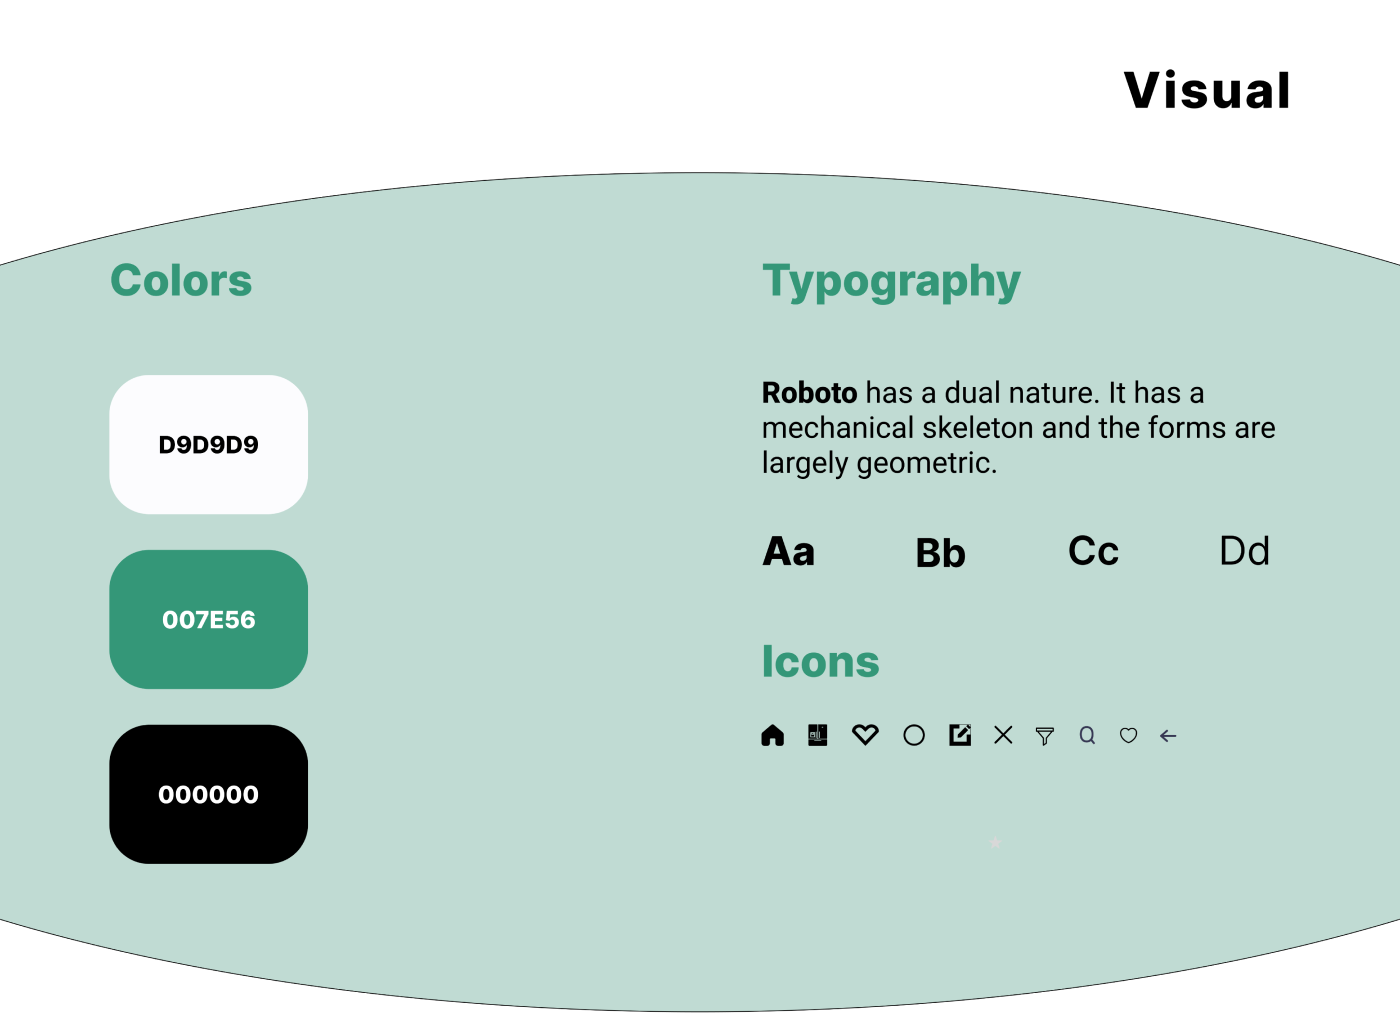 Visual
Colors
D9D9D9
007E56
000000
Typography
Roboto has a dual nature. It has a
mechanical skeleton and the forms are
largely geometric.
Aa Bb Cc Dd
Icons